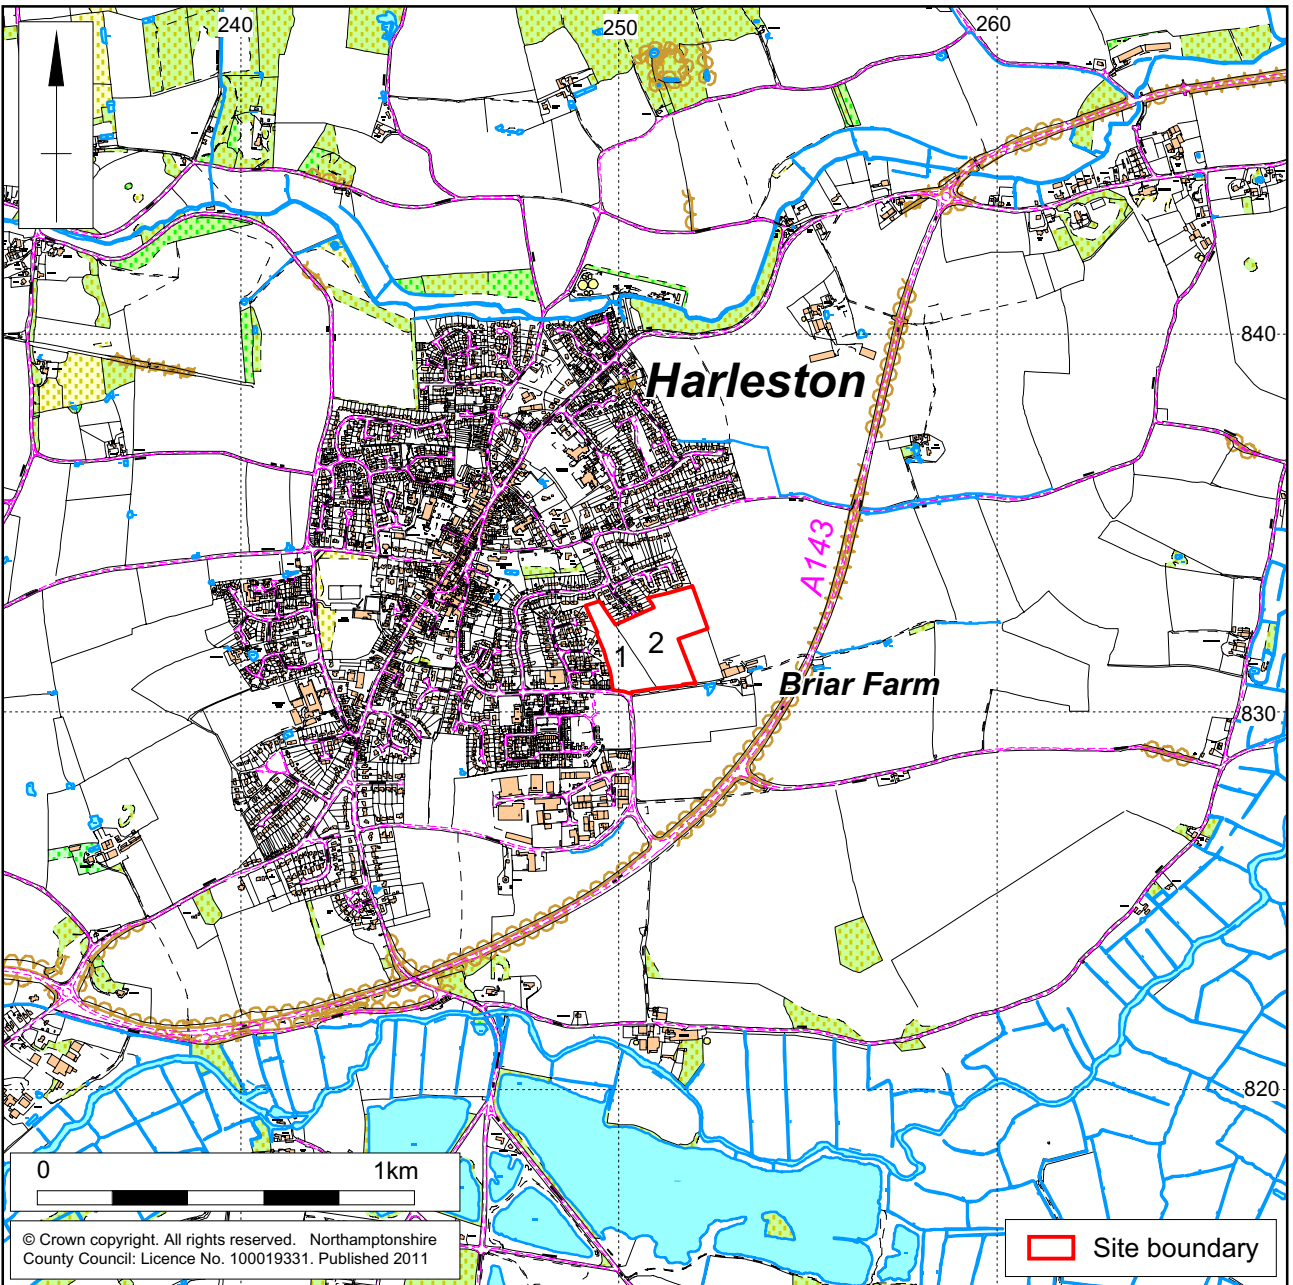 240
250
260
Harleston
840
A143
2
1
Briar Farm
830
820
0 1km
© Crown copyright. All rights reserved. Northamptonshire
County Council: Licence No. 100019331. Published 2011
Site boundary